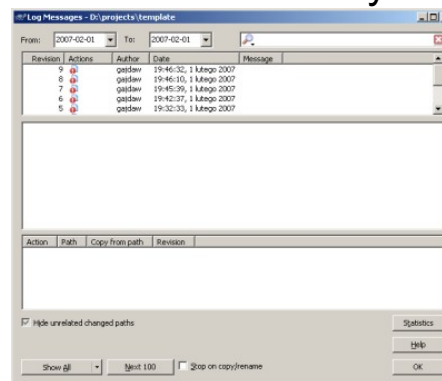 Log Messages - D:\projects\template
From: 2007-02-01 To: 2007-02-01
Revision Actions Author Date Message
9 gajdaw 19:46:32, 1 lutego 2007
8 gajdaw 19:46:10, 1 lutego 2007
7 gajdaw 19:45:39, 1 lutego 2007
6 gajdaw 19:42:37, 1 lutego 2007
5 gajdaw 19:32:33, 1 lutego 2007
Action Path Copy from path Revision
Hide unrelated changed paths
Statistics
Help
Show All Next 100 Stop on copy/rename OK